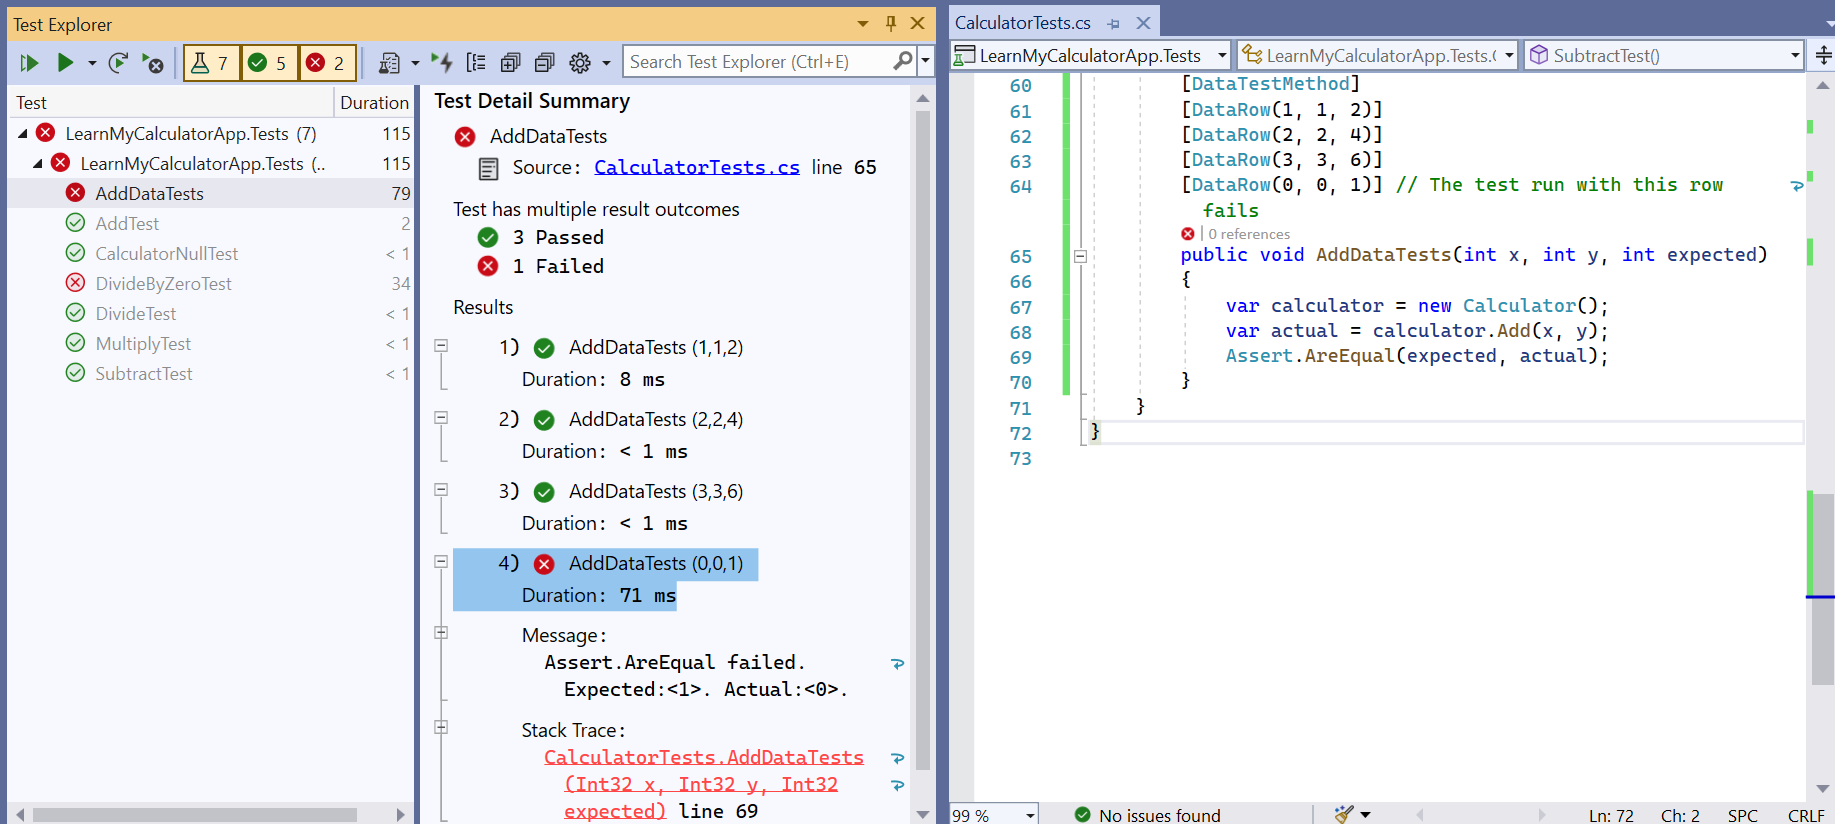 Test Explorer
7
5
2
Search Test Explorer (Ctrl+E)
Test
Duration
LearnMyCalculatorApp.Tests (7)
115
LearnMyCalculatorApp.Tests (..
115
AddDataTests
79
AddTest
2
CalculatorNullTest
< 1
DivideByZeroTest
34
DivideTest
< 1
MultiplyTest
< 1
SubtractTest
< 1
Test Detail Summary
AddDataTests
Source: CalculatorTests.cs line 65
Test has multiple result outcomes
3 Passed
1 Failed
Results
1) AddDataTests (1,1,2)
Duration: 8 ms
2) AddDataTests (2,2,4)
Duration: < 1 ms
3) AddDataTests (3,3,6)
Duration: < 1 ms
4) AddDataTests (0,0,1)
Duration: 71 ms
Message:
Assert.AreEqual failed.
Expected:<1>. Actual:<0>.
Stack Trace:
CalculatorTests.AddDataTests
(Int32 x, Int32 y, Int32
expected) line 69
CalculatorTests.cs
LearnMyCalculatorApp.Tests
LearnMyCalculatorApp.Tests.(
SubtractTest()
60 [DataTestMethod]
61 [DataRow(1, 1, 2)]
62 [DataRow(2, 2, 4)]
63 [DataRow(3, 3, 6)]
64 [DataRow(0, 0, 1)] // The test run with this row
fails
| 0 references
65 public void AddDataTests(int x, int y, int expected)
66 {
67 var calculator = new Calculator();
68 var actual = calculator.Add(x, y);
69 Assert.AreEqual(expected, actual);
70 }
71 }
72 }
73
99 %
No issues found
Ln: 72
Ch: 2
SPC
CRLF